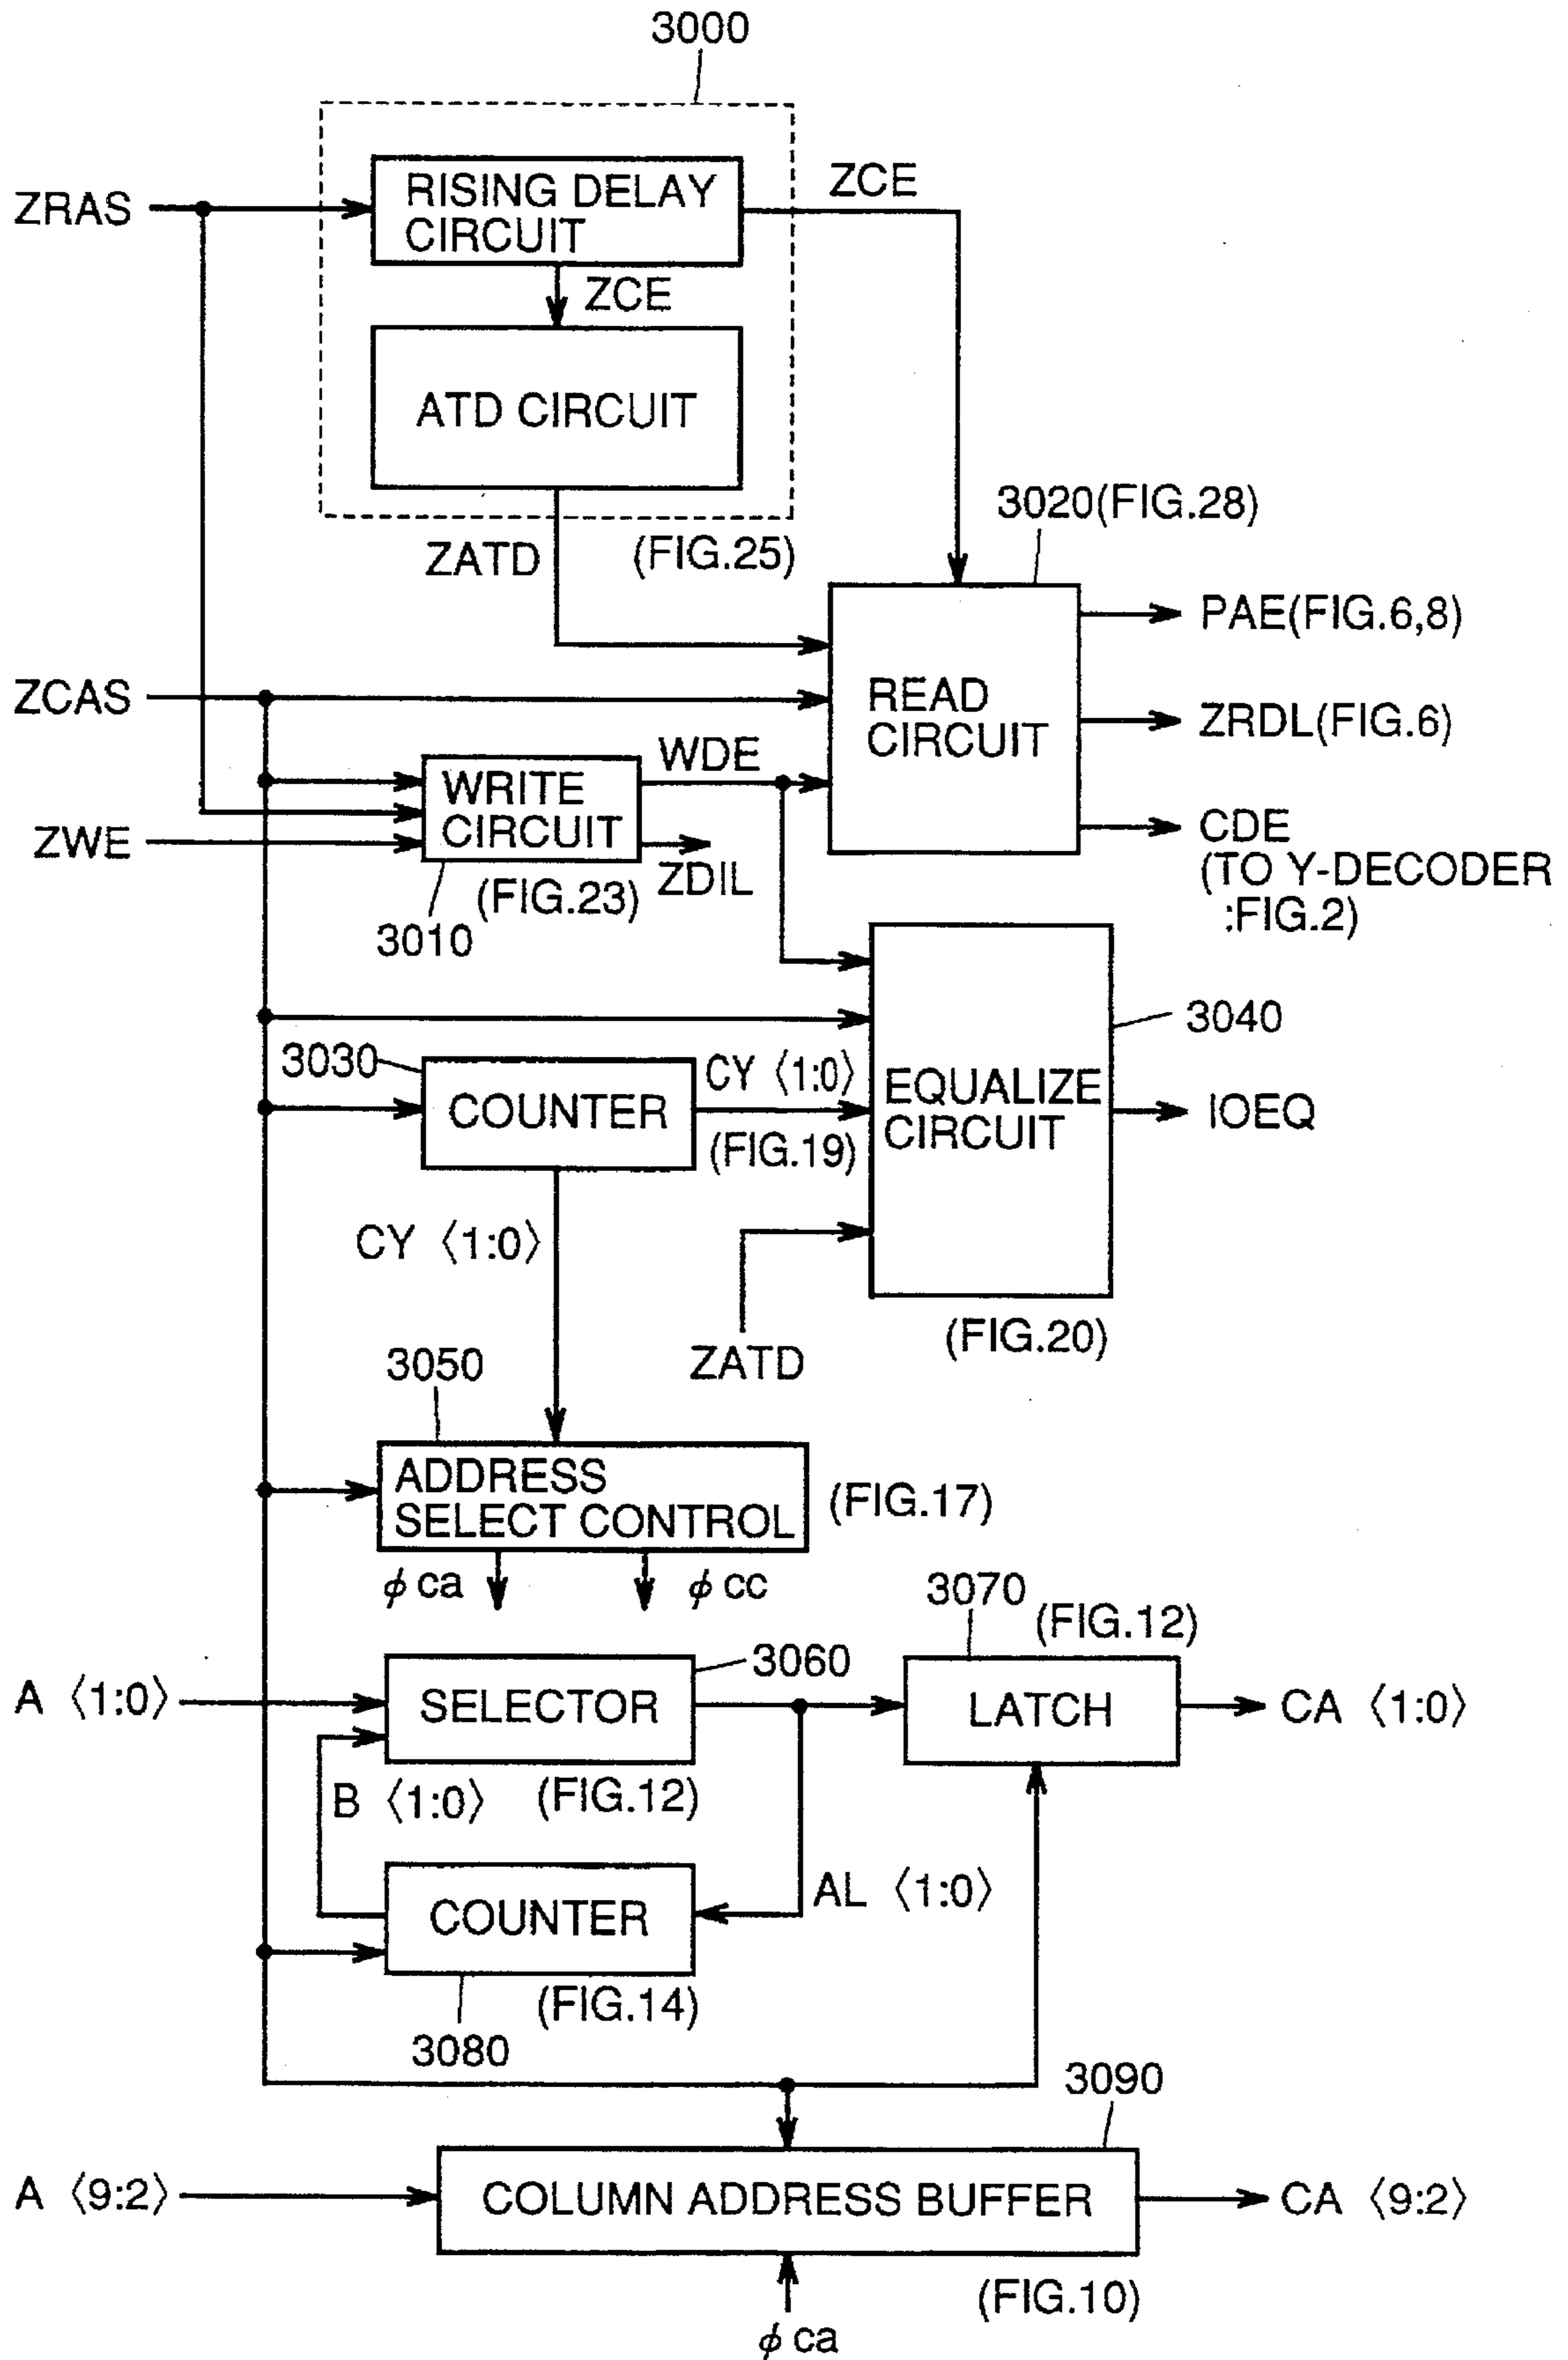 3000
ZRAS
RISING DELAY
CIRCUIT
ZCE
ZCE
ATD CIRCUIT
ZATD
(FIG.25)
3020(FIG.28)
PAE(FIG.6,8)
ZCAS
READ
CIRCUIT
ZRDL(FIG.6)
WRITE
CIRCUIT
WDE
ZWE
ZDIL
CDE
(TO Y-DECODER
:FIG.2)
(FIG.23)
3010
3040
3030
COUNTER
CY ⟨1:0⟩
(FIG.19)
EQUALIZE
CIRCUIT
IOEQ
CY ⟨1:0⟩
ZATD
(FIG.20)
3050
ADDRESS
SELECT CONTROL
(FIG.17)
ϕ ca
ϕ cc
3070
(FIG.12)
A ⟨1:0⟩
SELECTOR
3060
LATCH
CA ⟨1:0⟩
B ⟨1:0⟩
(FIG.12)
COUNTER
AL ⟨1:0⟩
(FIG.14)
3080
3090
A ⟨9:2⟩
COLUMN ADDRESS BUFFER
CA ⟨9:2⟩
(FIG.10)
ϕ ca